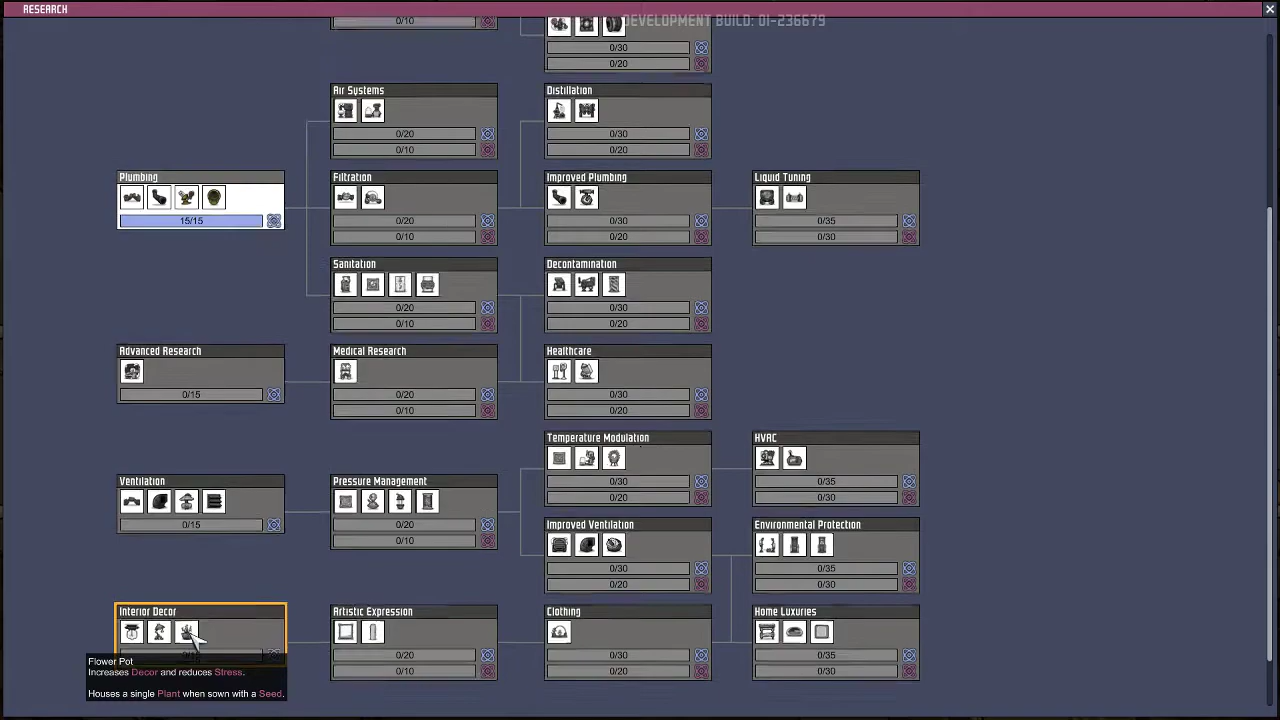 RESEARCH
DEVELOPMENT BUILD: 01-236679
0/10
0/30
0/20
Air Systems
0/20
0/10
Distillation
0/30
0/20
Plumbing
15/15
Filtration
0/20
0/10
Improved Plumbing
0/30
0/20
Liquid Tuning
0/35
0/30
Sanitation
0/20
0/10
Decontamination
0/30
0/20
Advanced Research
0/15
Medical Research
0/20
0/10
Healthcare
0/30
0/20
Temperature Modulation
0/30
0/20
HVAC
0/35
0/30
Ventilation
0/15
Pressure Management
0/20
0/10
Improved Ventilation
0/30
0/20
Environmental Protection
0/35
0/30
Interior Decor
Artistic Expression
0/20
0/10
Clothing
0/30
0/20
Home Luxuries
0/35
0/30
Flower Pot
Increases Decor and reduces Stress.
Houses a single Plant when sown with a Seed.